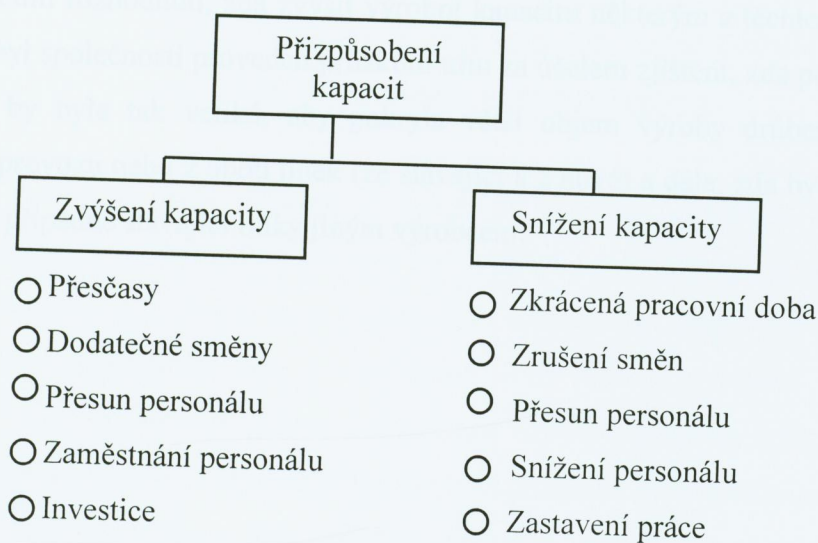 Přizpůsobení
kapacit
Zvýšení kapacity
Přesčasy
Dodatečné směny
Přesun personálu
Zaměstnání personálu
Investice
Snížení kapacity
Zkrácená pracovní doba
Zrušení směn
Přesun personálu
Snížení personálu
Zastavení práce